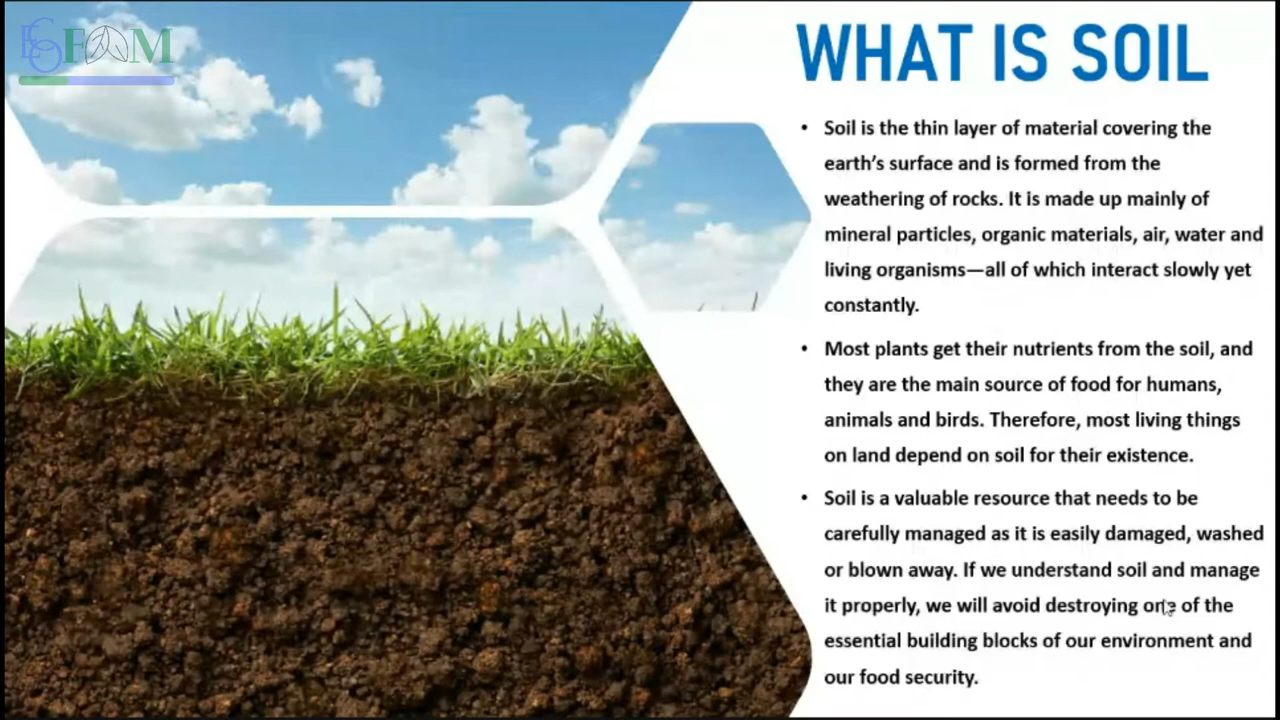 WHAT IS SOIL
• Soil is the thin layer of material covering the
earth's surface and is formed from the
weathering of rocks. It is made up mainly of
mineral particles, organic materials, air, water and
living organisms—all of which interact slowly yet
constantly.
• Most plants get their nutrients from the soil, and
they are the main source of food for humans,
animals and birds. Therefore, most living things
on land depend on soil for their existence.
• Soil is a valuable resource that needs to be
carefully managed as it is easily damaged, washed
or blown away. If we understand soil and manage
it properly, we will avoid destroying one of the
essential building blocks of our environment and
our food security.